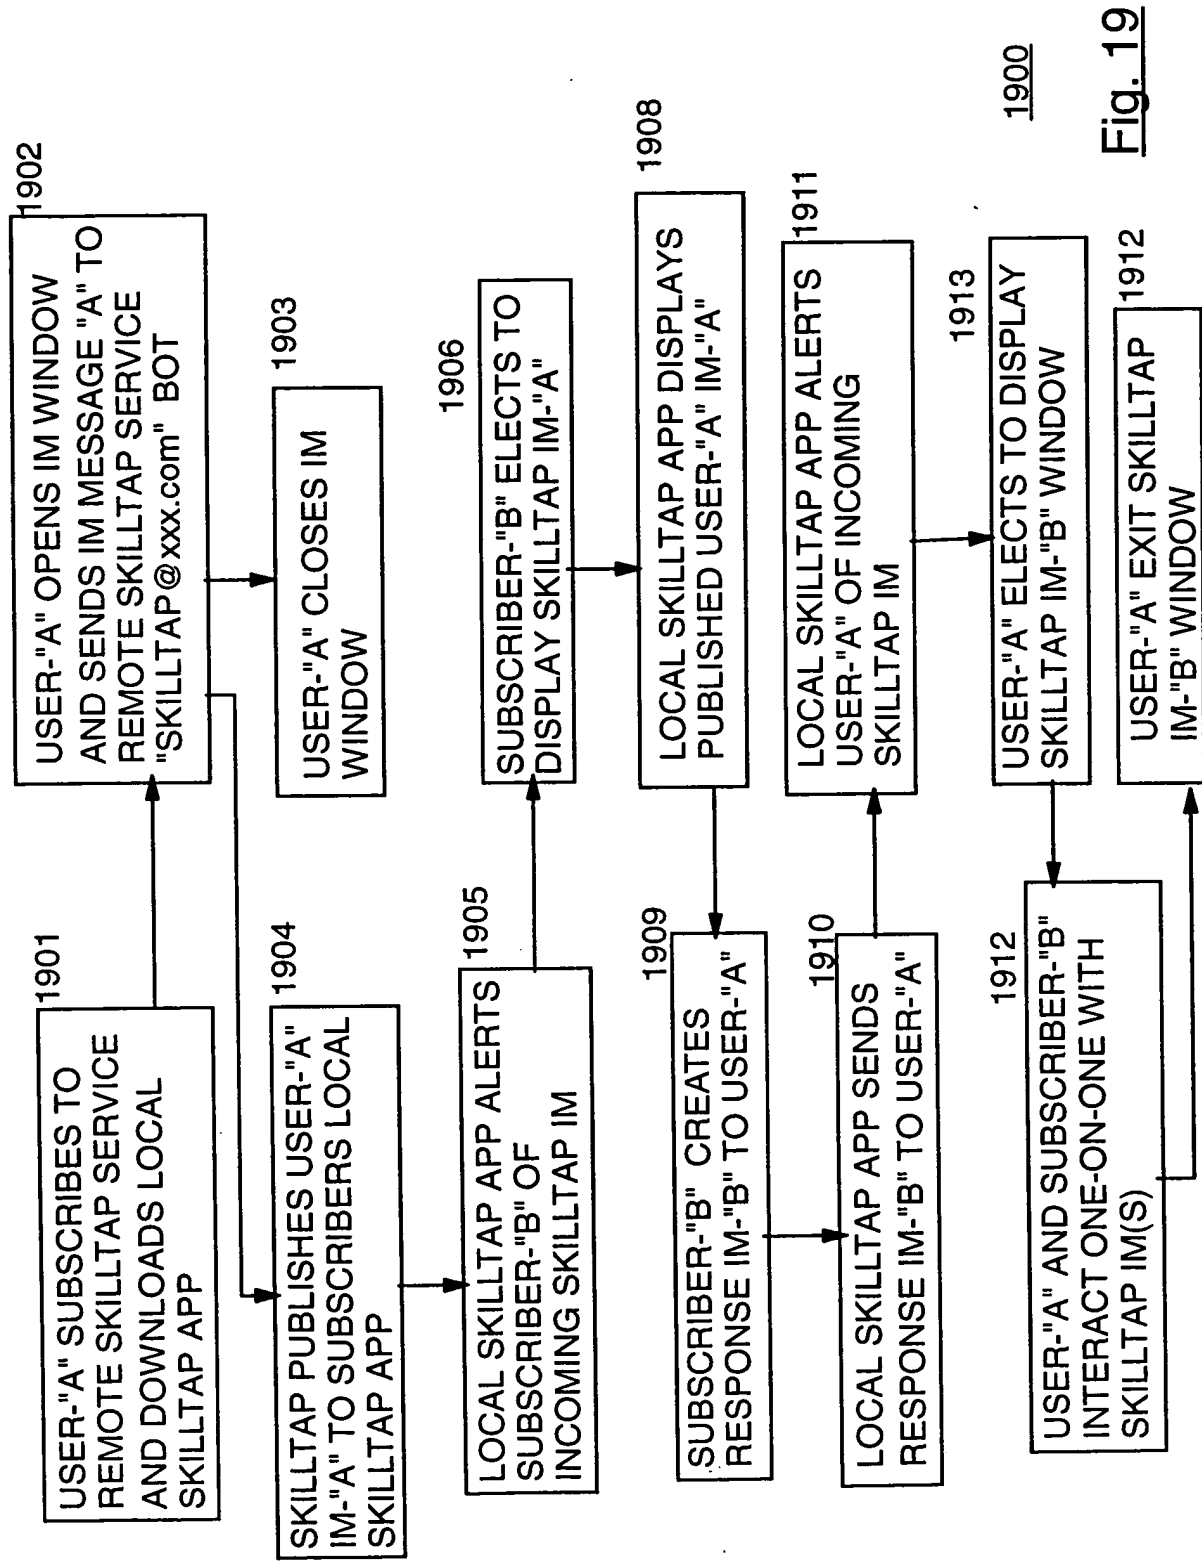 1901
USER-"A" SUBSCRIBES TO
REMOTE SKILLTAP SERVICE
AND DOWNLOADS LOCAL
SKILLTAP APP
1902
USER-"A" OPENS IM WINDOW
AND SENDS IM MESSAGE "A" TO
REMOTE SKILLTAP SERVICE
"SKILLTAP@xxx.com" BOT
1903
USER-"A" CLOSES IM
WINDOW
1904
SKILLTAP PUBLISHES USER-"A"
IM-"A" TO SUBSCRIBERS LOCAL
SKILLTAP APP
1905
LOCAL SKILLTAP APP ALERTS
SUBSCRIBER-"B" OF
INCOMING SKILLTAP IM
1906
SUBSCRIBER-"B" ELECTS TO
DISPLAY SKILLTAP IM-"A"
1908
LOCAL SKILLTAP APP DISPLAYS
PUBLISHED USER-"A" IM-"A"
1909
SUBSCRIBER-"B" CREATES
RESPONSE IM-"B" TO USER-"A"
1910
LOCAL SKILLTAP APP SENDS
RESPONSE IM-"B" TO USER-"A"
1911
LOCAL SKILLTAP APP ALERTS
USER-"A" OF INCOMING
SKILLTAP IM
1913
USER-"A" ELECTS TO DISPLAY
SKILLTAP IM-"B" WINDOW
1912
USER-"A" AND SUBSCRIBER-"B"
INTERACT ONE-ON-ONE WITH
SKILLTAP IM(S)
1912
USER-"A" EXIT SKILLTAP
IM-"B" WINDOW
1900
Fig. 19